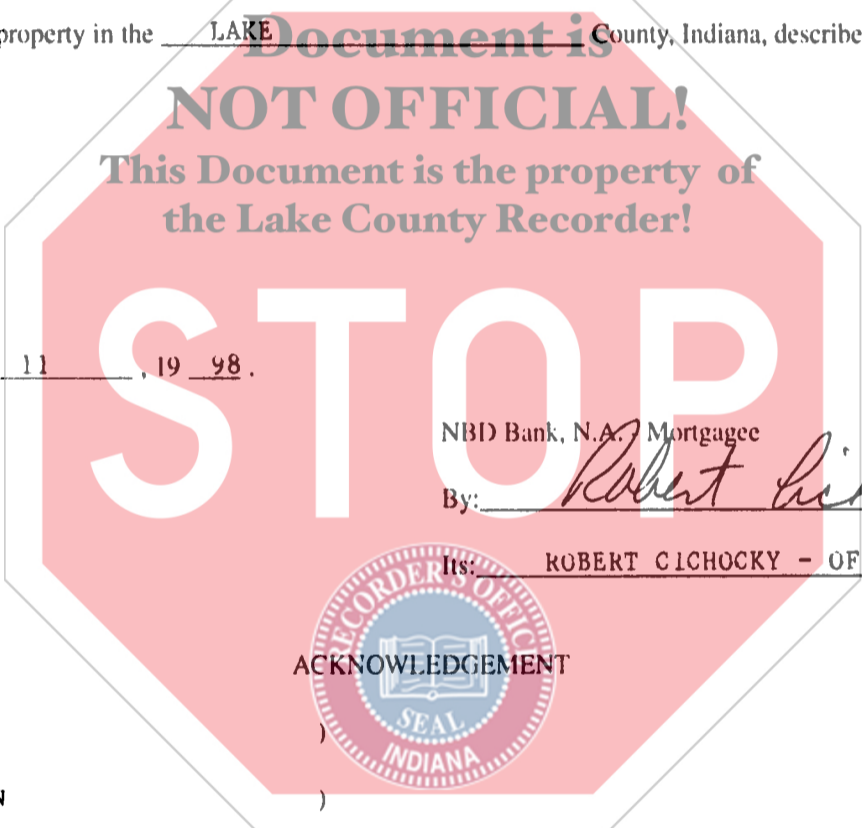 property in the LAKE County, Indiana, describe
Document is
NOT OFFICIAL!
This Document is the property of
the Lake County Recorder!
STOP
11, 19 98.
NBD Bank, N.A., Mortgagee
By: Robert Cich
Its: ROBERT CICHOCKY - OF
RECORDER'S OFFICE
ACKNOWLEDGEMENT
SEAL
INDIANA
)
N )